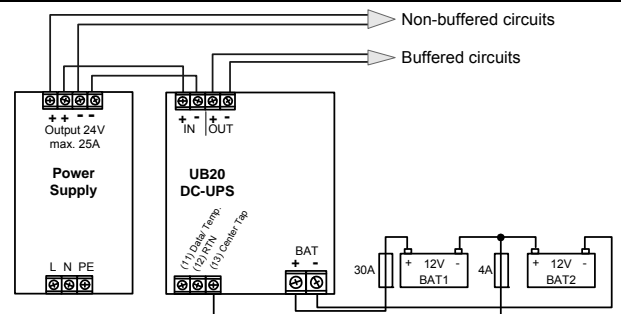 Non-buffered circuits
Buffered circuits
+ + - -
Output 24V
max. 25A
Power
Supply
L N PE
+ - + -
IN OUT
UB20
DC-UPS
(11) Data/ Temp.
(12) RTN
(13) Center Tap
BAT
+ -
30A
+ 12V -
BAT1
4A
+ 12V -
BAT2